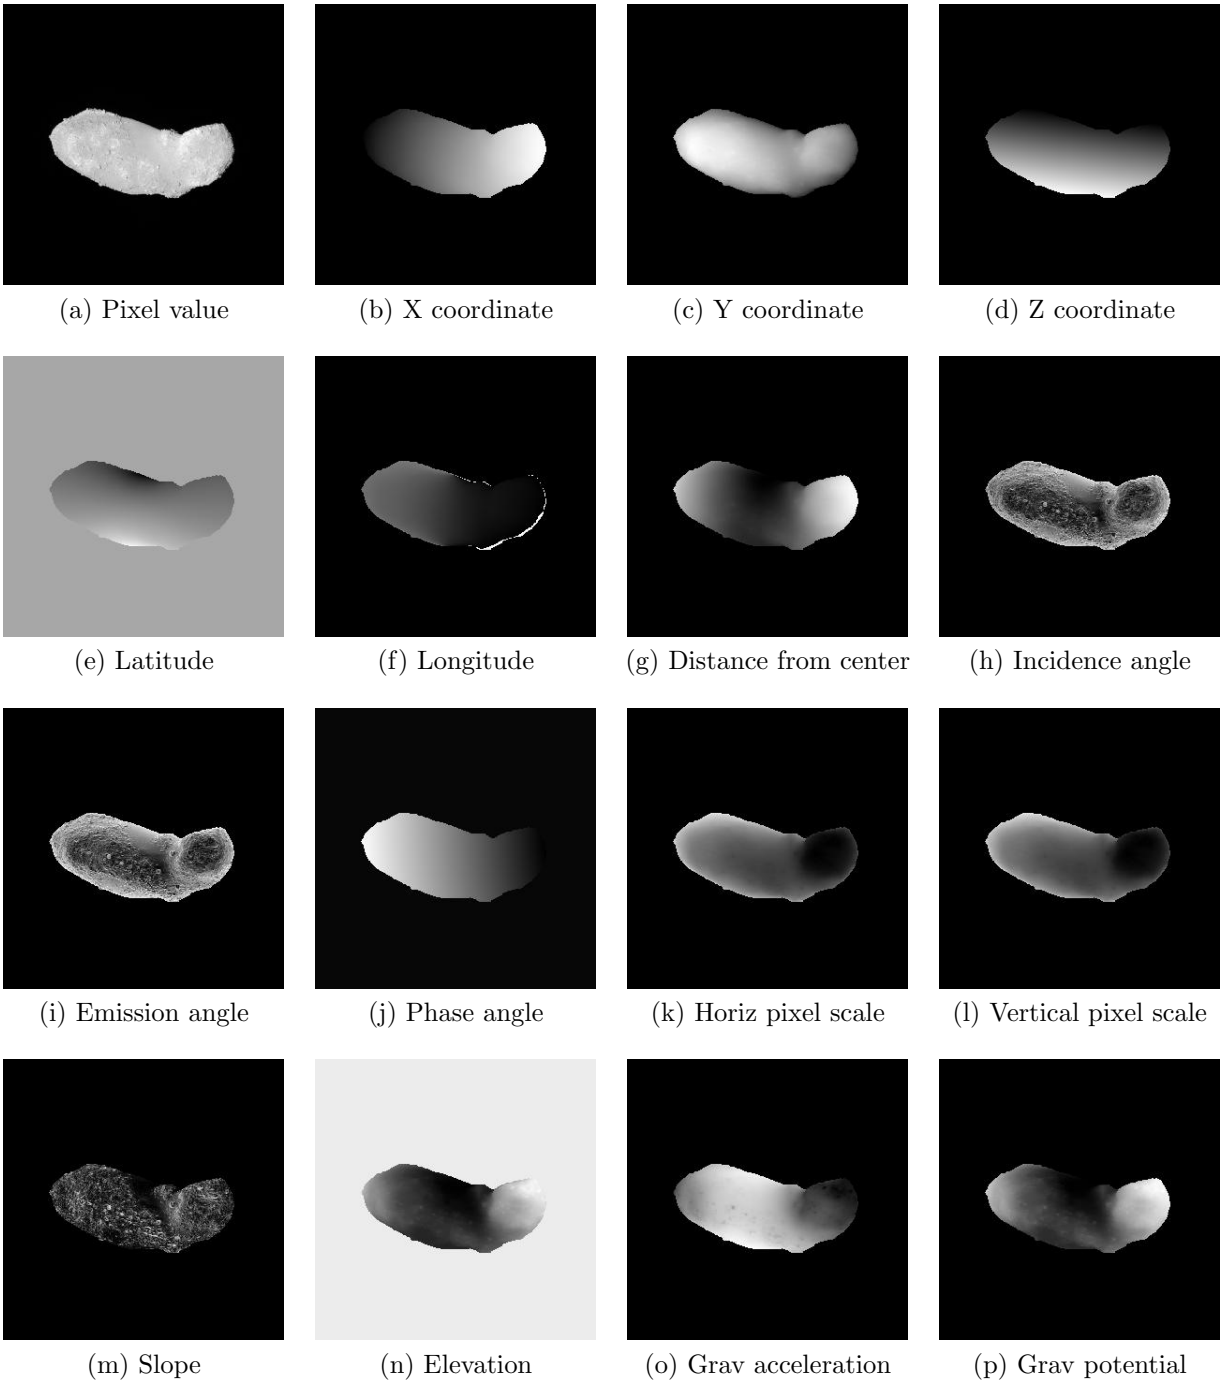 (a) Pixel value
(b) X coordinate
(c) Y coordinate
(d) Z coordinate
(e) Latitude
(f) Longitude
(g) Distance from center
(h) Incidence angle
(i) Emission angle
(j) Phase angle
(k) Horiz pixel scale
(l) Vertical pixel scale
(m) Slope
(n) Elevation
(o) Grav acceleration
(p) Grav potential